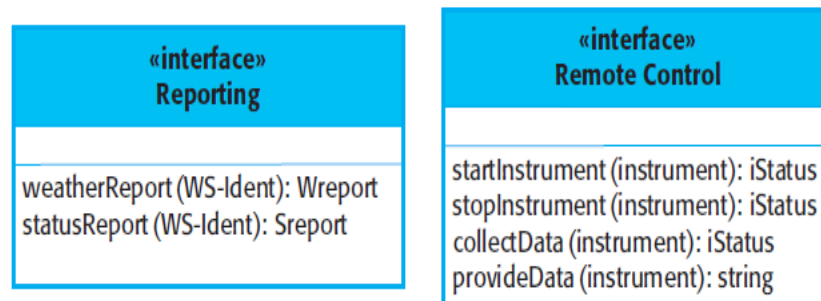 «interface»
Reporting
weatherReport (WS-Ident): Wreport
statusReport (WS-Ident): Sreport
«interface»
Remote Control
startInstrument (instrument): iStatus
stopInstrument (instrument): iStatus
collectData (instrument): iStatus
provideData (instrument): string